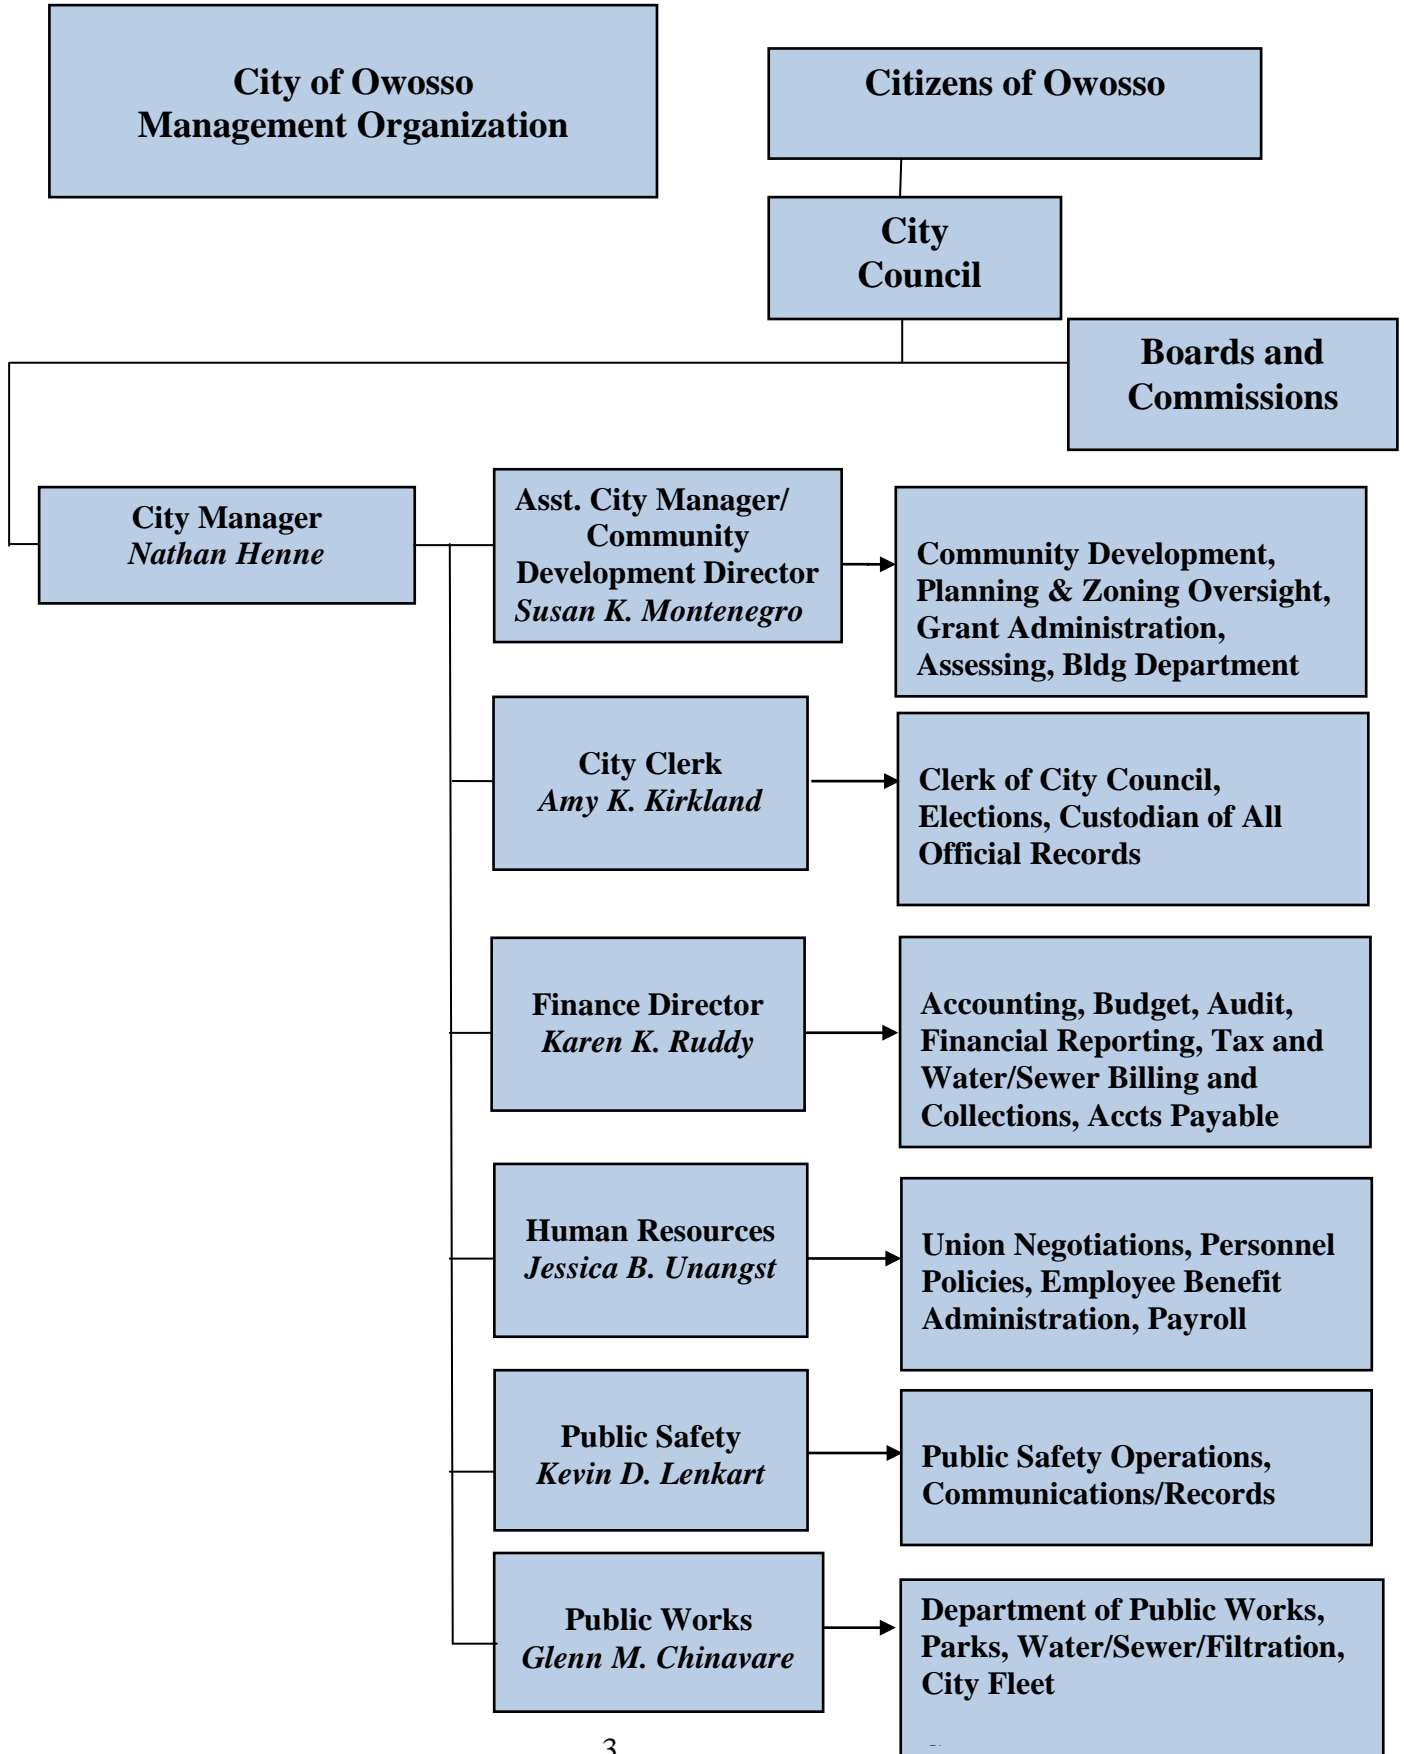 City of Owosso
Management Organization
Citizens of Owosso
City
Council
Boards and
Commissions
City Manager
Nathan Henne
Asst. City Manager/
Community
Development Director
Susan K. Montenegro
Community Development,
Planning & Zoning Oversight,
Grant Administration,
Assessing, Bldg Department
City Clerk
Amy K. Kirkland
Clerk of City Council,
Elections, Custodian of All
Official Records
Finance Director
Karen K. Ruddy
Accounting, Budget, Audit,
Financial Reporting, Tax and
Water/Sewer Billing and
Collections, Accts Payable
Human Resources
Jessica B. Unangst
Union Negotiations, Personnel
Policies, Employee Benefit
Administration, Payroll
Public Safety
Kevin D. Lenkart
Public Safety Operations,
Communications/Records
Public Works
Glenn M. Chinavare
Department of Public Works,
Parks, Water/Sewer/Filtration,
City Fleet
3